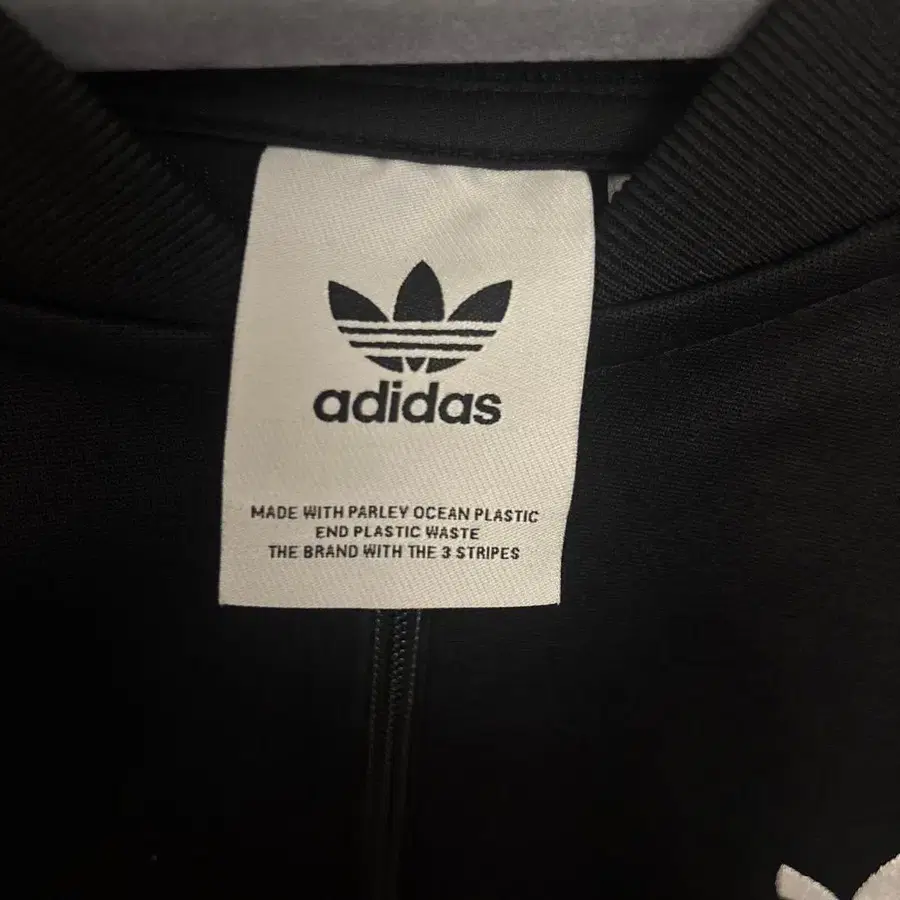 adidas
MADE WITH PARLEY OCEAN PLASTIC
END PLASTIC WASTE
THE BRAND WITH THE 3 STRIPES